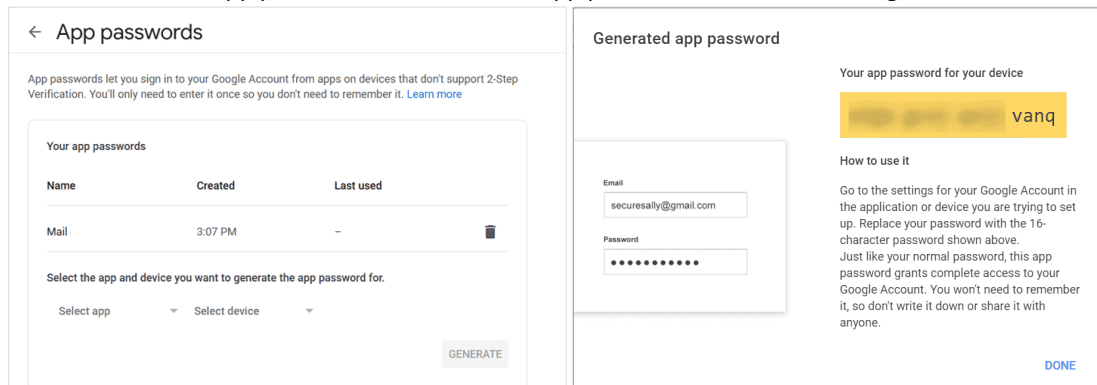 ← App passwords
App passwords let you sign in to your Google Account from apps on devices that don't support 2-Step
Verification. You'll only need to enter it once so you don't need to remember it. Learn more
Your app passwords
Name Created Last used
Mail 3:07 PM –
Select the app and device you want to generate the app password for.
Select app Select device
GENERATE
Generated app password
Email
securesally@gmail.com
Password
●●●●●●●●●●●
Your app password for your device
vanq
How to use it
Go to the settings for your Google Account in
the application or device you are trying to set
up. Replace your password with the 16-
character password shown above.
Just like your normal password, this app
password grants complete access to your
Google Account. You won't need to remember
it, so don't write it down or share it with
anyone.
DONE